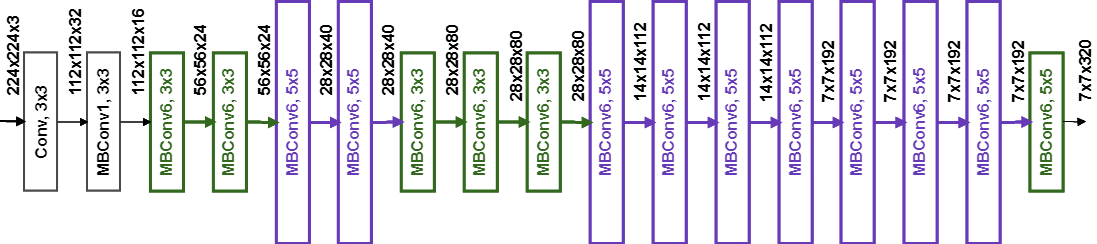 224x224x3
Conv, 3x3
112x112x32
MBConv1, 3x3
112x112x16
MBConv6, 3x3
56x56x24
MBConv6, 3x3
56x56x24
MBConv6, 5x5
28x28x40
MBConv6, 5x5
28x28x40
MBConv6, 3x3
28x28x80
MBConv6, 3x3
28x28x80
MBConv6, 3x3
28x28x80
MBConv6, 5x5
14x14x112
MBConv6, 5x5
14x14x112
MBConv6, 5x5
14x14x112
MBConv6, 5x5
7x7x192
MBConv6, 5x5
7x7x192
MBConv6, 5x5
7x7x192
MBConv6, 5x5
7x7x192
MBConv6, 5x5
7x7x320